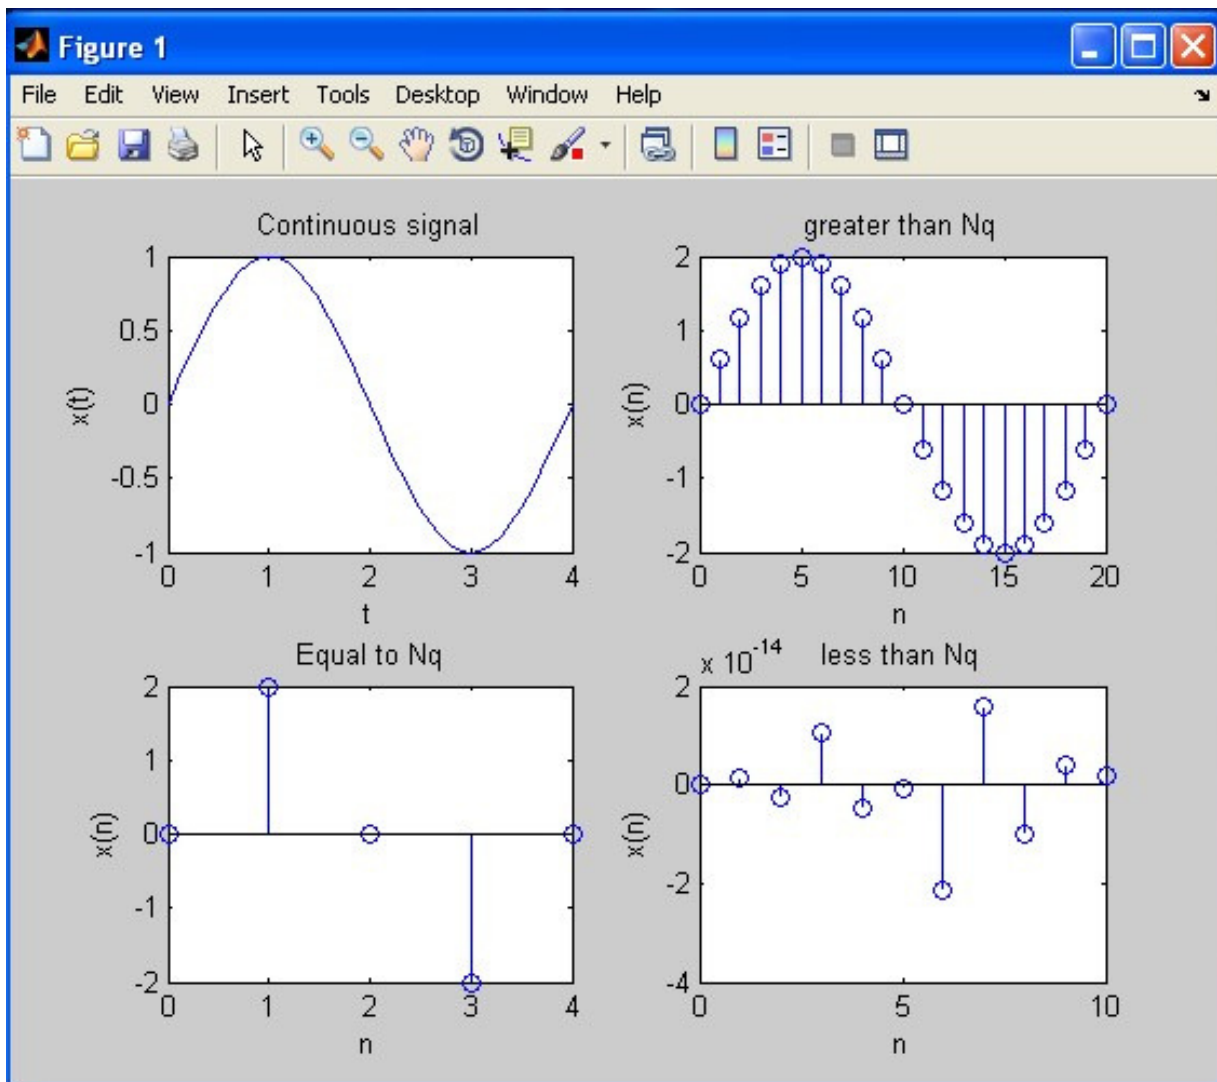 Figure 1
File Edit View Insert Tools Desktop Window Help
Continuous signal
1
0.5
0
-0.5
-1
x(t)
0 1 2 3 4
t
greater than Nq
2
1
0
-1
-2
x(n)
0 5 10 15 20
n
Equal to Nq
2
1
0
-1
-2
x(n)
0 1 2 3 4
n
x 10^-14
less than Nq
2
0
-2
-4
x(n)
0 5 10
n